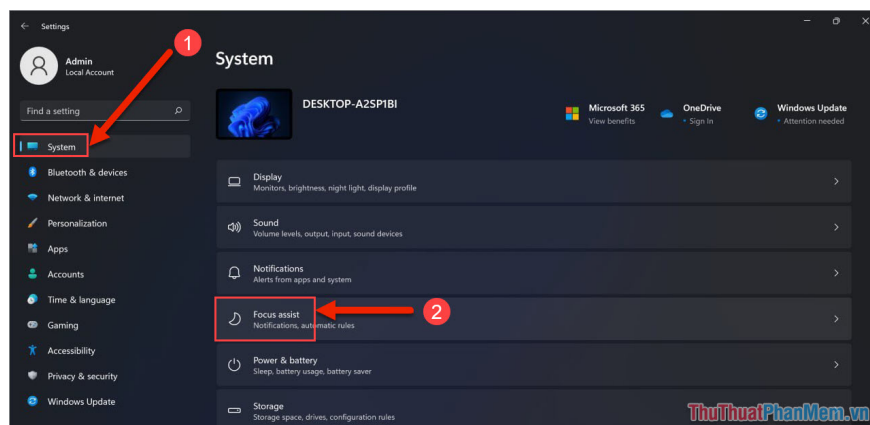 Settings
1
Admin
Local Account
System
DESKTOP-A2SP1BI
Microsoft 365
View benefits
OneDrive
• Sign In
Windows Update
• Attention needed
Find a setting
System
Bluetooth & devices
Network & internet
Personalization
Apps
Accounts
Time & language
Gaming
Accessibility
Privacy & security
Windows Update
Display
Monitors, brightness, night light, display profile
Sound
Volume levels, output, input, sound devices
Notifications
Alerts from apps and system
Focus assist
Notifications, automatic rules
2
Power & battery
Sleep, battery usage, battery saver
Storage
Storage space, drives, configuration rules
ThuThuatPhanMem.vn